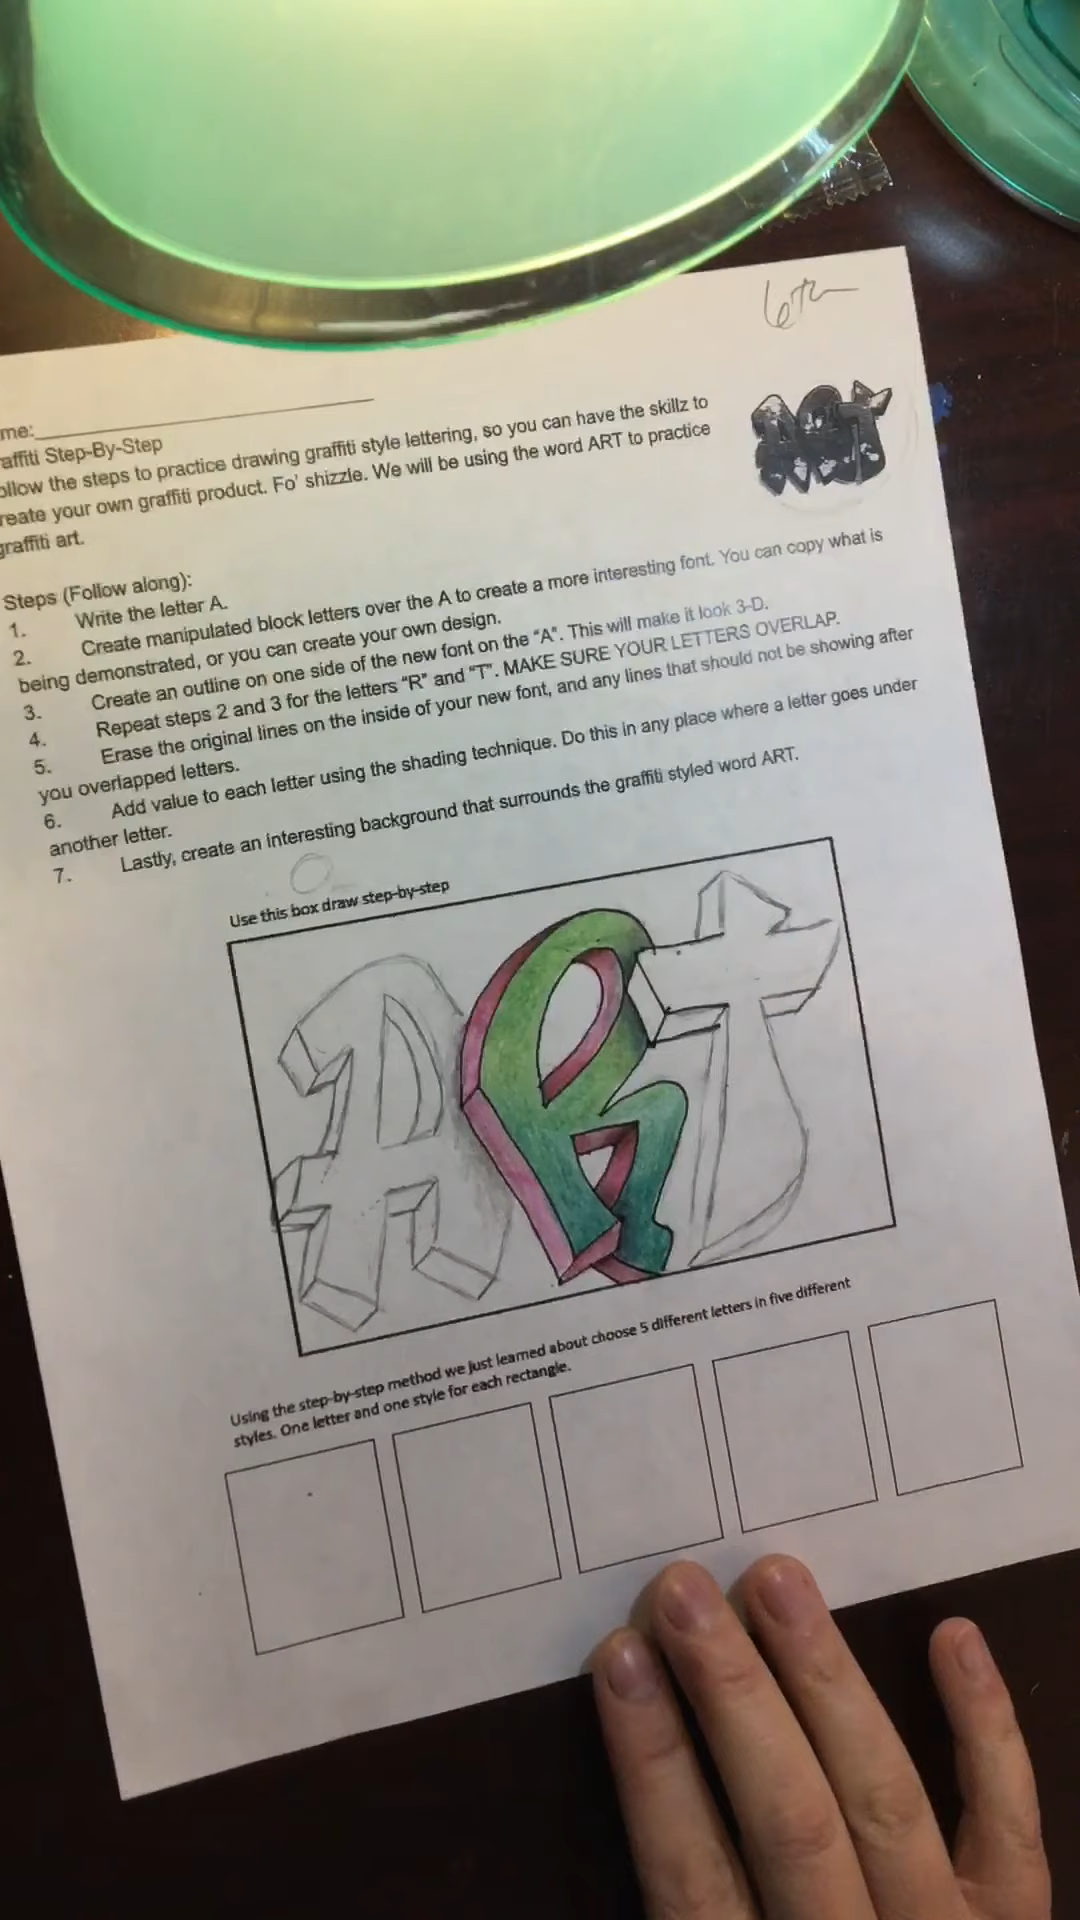 6th
me:
affiti Step-By-Step
ollow the steps to practice drawing graffiti style lettering, so you can have the skillz to
reate your own graffiti product. Fo' shizzle. We will be using the word ART to practice
graffiti art.
ART
Steps (Follow along):
1. Write the letter A.
2. Create manipulated block letters over the A to create a more interesting font. You can copy what is
being demonstrated, or you can create your own design.
3. Create an outline on one side of the new font on the "A". This will make it look 3-D.
4. Repeat steps 2 and 3 for the letters "R" and "T". MAKE SURE YOUR LETTERS OVERLAP.
5. Erase the original lines on the inside of your new font, and any lines that should not be showing after
you overlapped letters.
6. Add value to each letter using the shading technique. Do this in any place where a letter goes under
another letter.
7. Lastly, create an interesting background that surrounds the graffiti styled word ART.
Use this box draw step-by-step
ARt
Using the step-by-step method we just learned about choose 5 different letters in five different
styles. One letter and one style for each rectangle.